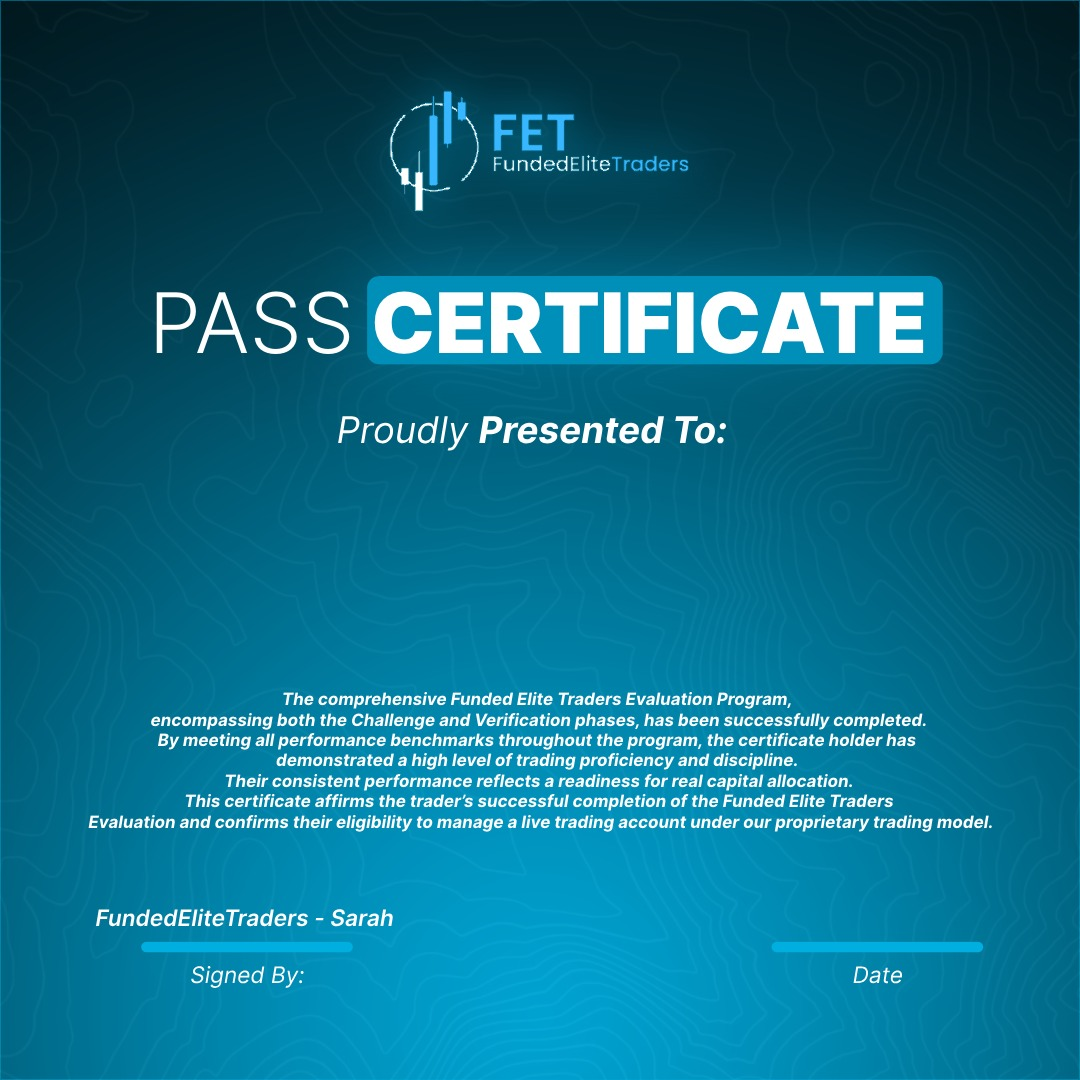 FET
FundedEliteTraders
PASS CERTIFICATE
Proudly Presented To:
The comprehensive Funded Elite Traders Evaluation Program,
encompassing both the Challenge and Verification phases, has been successfully completed.
By meeting all performance benchmarks throughout the program, the certificate holder has
demonstrated a high level of trading proficiency and discipline.
Their consistent performance reflects a readiness for real capital allocation.
This certificate affirms the trader’s successful completion of the Funded Elite Traders
Evaluation and confirms their eligibility to manage a live trading account under our proprietary trading model.
FundedEliteTraders - Sarah
Signed By:
Date